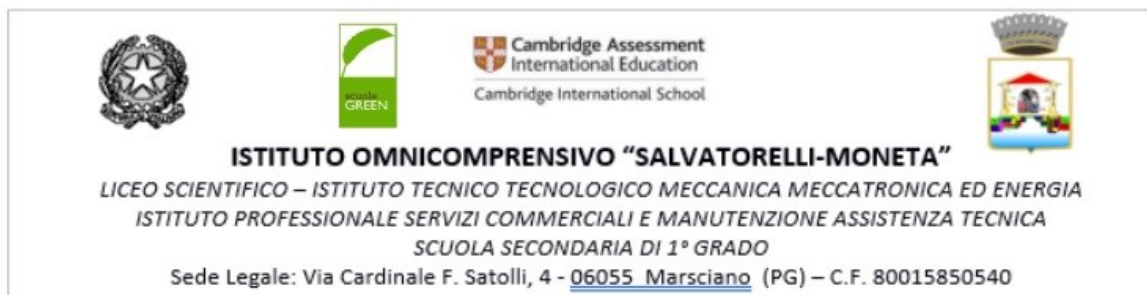 scuole
GREEN
Cambridge Assessment
International Education
Cambridge International School
ISTITUTO OMNICOMPRENSIVO “SALVATORELLI-MONETA”
LICEO SCIENTIFICO – ISTITUTO TECNICO TECNOLOGICO MECCANICA MECCATRONICA ED ENERGIA
ISTITUTO PROFESSIONALE SERVIZI COMMERCIALI E MANUTENZIONE ASSISTENZA TECNICA
SCUOLA SECONDARIA DI 1° GRADO
Sede Legale: Via Cardinale F. Satolli, 4 - 06055 Marsciano (PG) – C.F. 80015850540